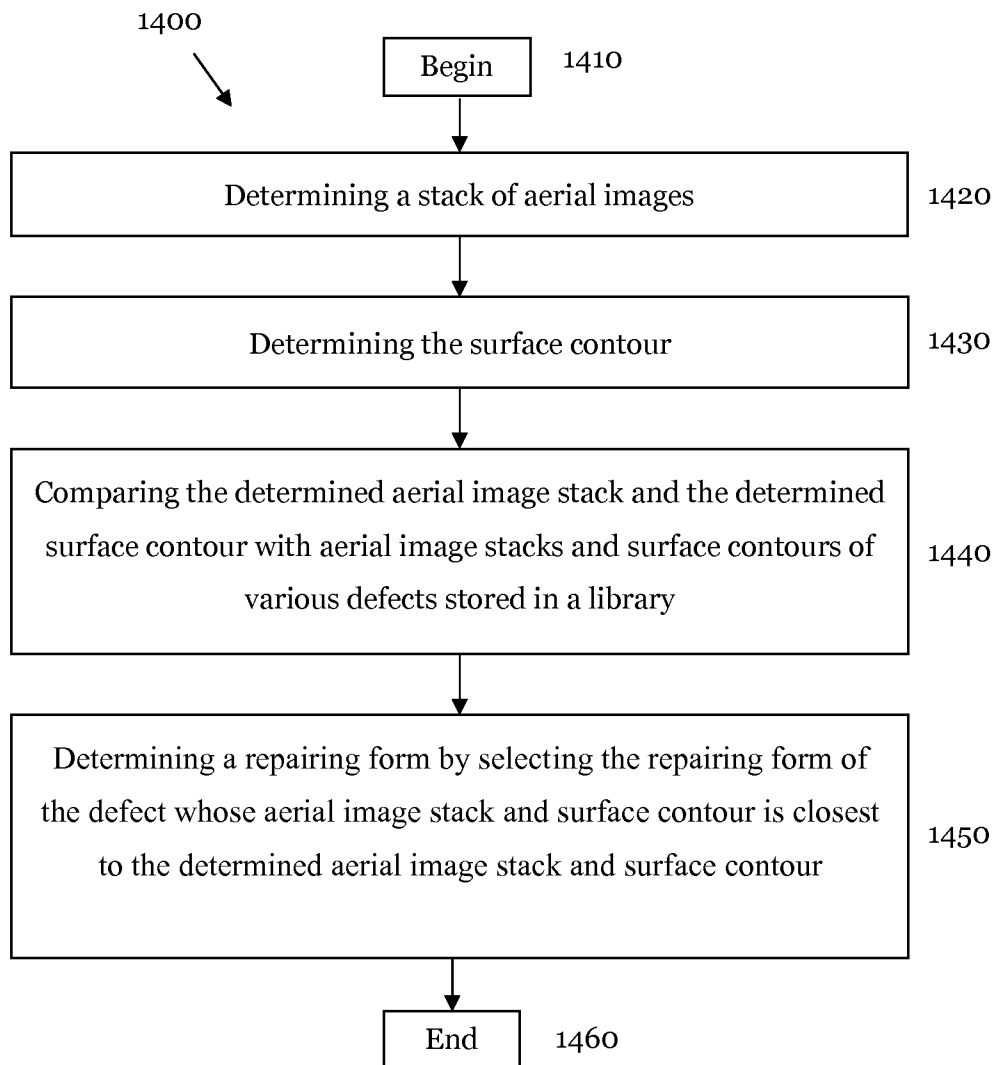 1400
Begin 1410
Determining a stack of aerial images 1420
Determining the surface contour 1430
Comparing the determined aerial image stack and the determined
surface contour with aerial image stacks and surface contours of
various defects stored in a library
1440
Determining a repairing form by selecting the repairing form of
the defect whose aerial image stack and surface contour is closest
to the determined aerial image stack and surface contour
1450
End 1460